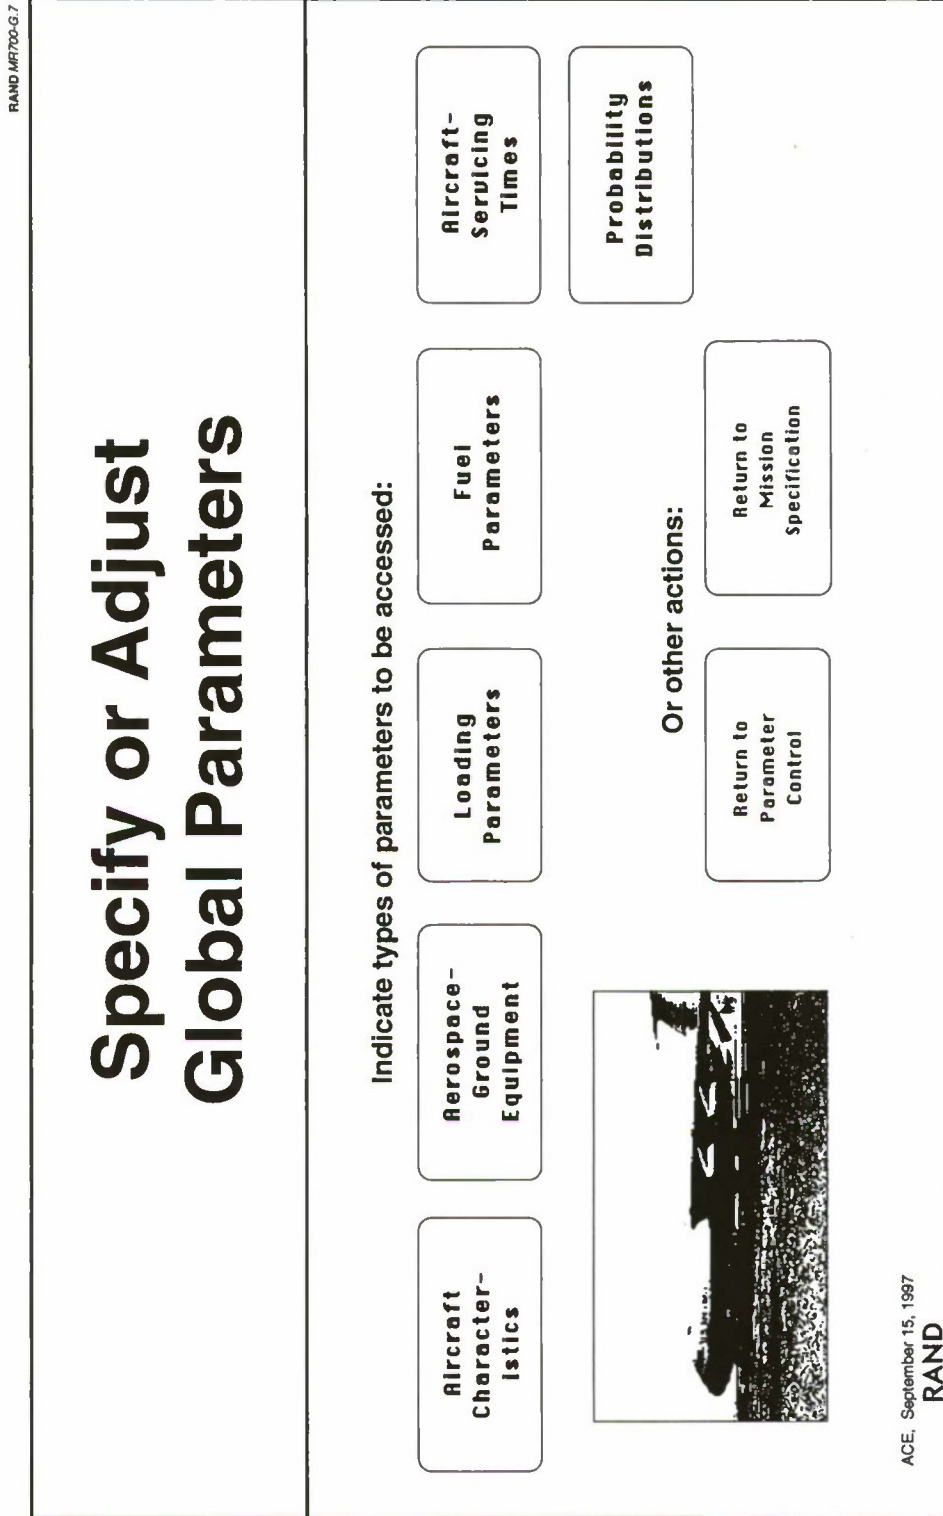 RAND MR700-G.7
Specify or Adjust
Global Parameters
Indicate types of parameters to be accessed:
Aircraft
Character-
istics
Aerospace-
Ground
Equipment
Loading
Parameters
Fuel
Parameters
Aircraft-
Servicing
Times
Probability
Distributions
Or other actions:
Return to
Parameter
Control
Return to
Mission
Specification
ACE, September 15, 1997
RAND